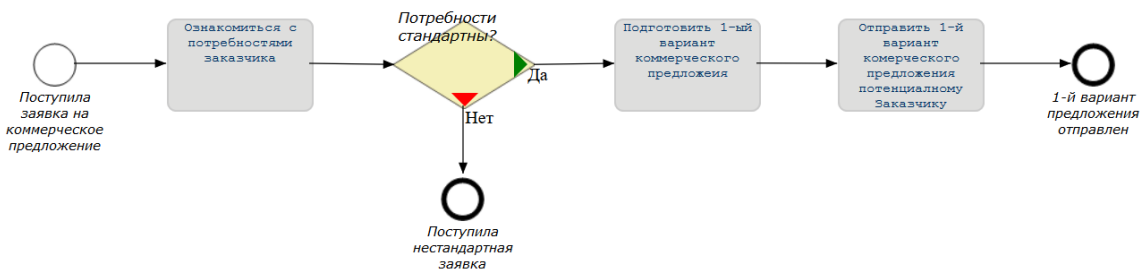 Поступила
заявка на
коммерческое
предложение
Ознакомиться с
потребностями
заказчика
Потребности
стандартны?
Да
Нет
Поступила
нестандартная
заявка
Подготовить 1-ый
вариант
коммерческого
предложеия
Отправить 1-й
вариант
комерческого
предложения
потенциалному
Заказчику
1-й вариант
предложения
отправлен